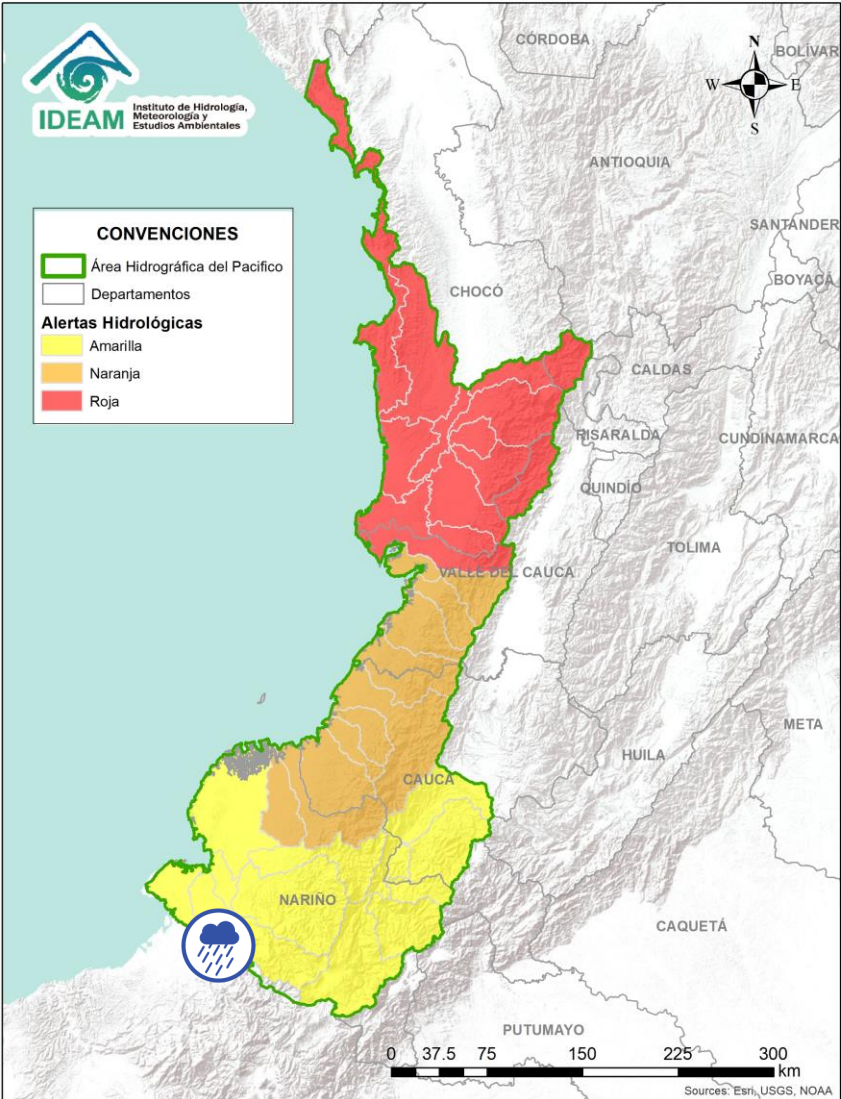 IDEAM
Instituto de Hidrología,
Meteorología y
Estudios Ambientales
CÓRDOBA
BOLÍVAR
N
W
E
S
ANTIOQUIA
SANTANDER
CONVENCIONES
Área Hidrográfica del Pacifico
Departamentos
Alertas Hidrológicas
Amarilla
Naranja
Roja
BOYACÁ
CHOCÓ
CALDAS
RISARALDA
CUNDINAMARCA
QUINDÍO
TOLIMA
VALLE DEL CAUCA
META
HUILA
CAUCA
NARIÑO
CAQUETÁ
PUTUMAYO
0 37.5 75 150 225 300
km
Sources: Esri, USGS, NOAA